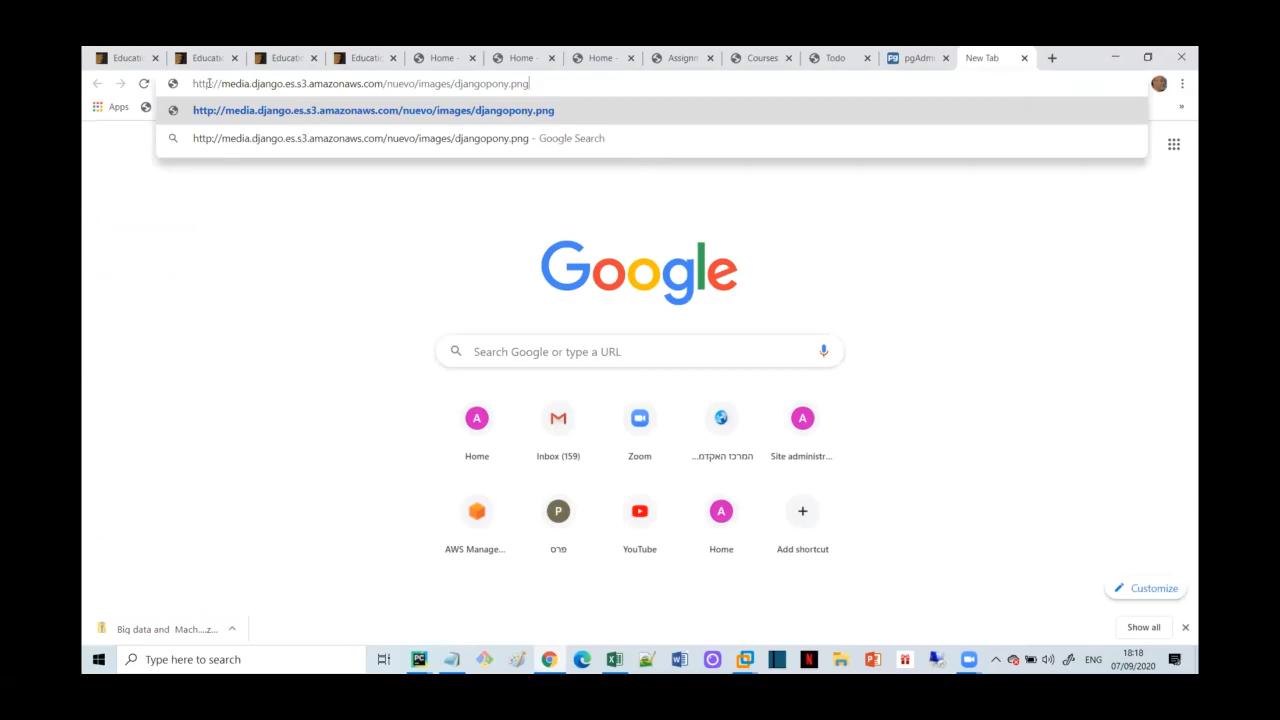 Educatio Educatio Educatio Educatio Home - Home - Home - Assignm Courses Todo pgAdmi New Tab
http://media.django.es.s3.amazonaws.com/nuevo/images/djangopony.png
Apps »
http://media.django.es.s3.amazonaws.com/nuevo/images/djangopony.png
http://media.django.es.s3.amazonaws.com/nuevo/images/djangopony.png - Google Search
Google
Search Google or type a URL
A A
Home Inbox (159) Zoom המרכז האקדמ... Site administr...
P A
AWS Manage... פרס YouTube Home Add shortcut
Customize
Big data and Mach....z... Show all
Type here to search ENG 18:18
07/09/2020